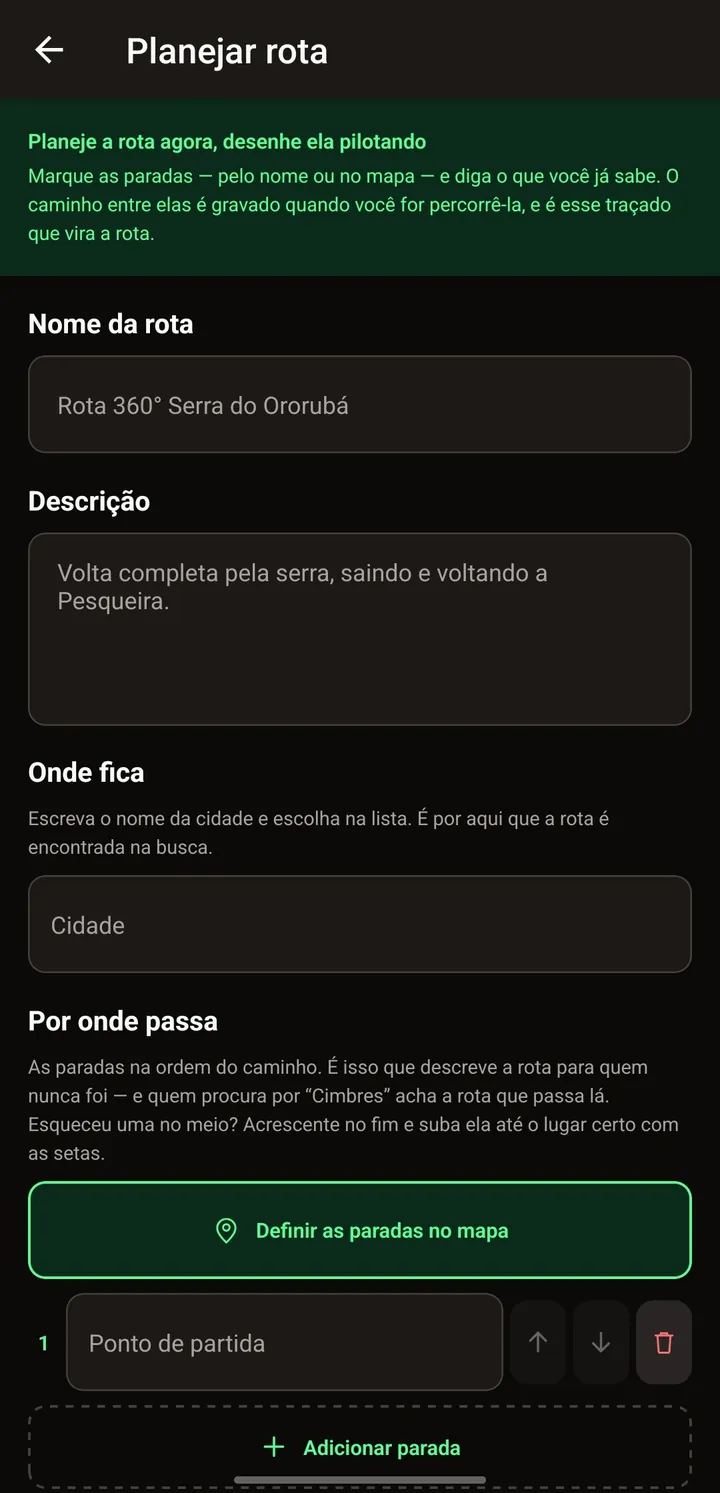 Planejar rota
Planeje a rota agora, desenhe ela pilotando
Marque as paradas — pelo nome ou no mapa — e diga o que você já sabe. O
caminho entre elas é gravado quando você for percorrê-la, e é esse traçado
que vira a rota.
Nome da rota
Rota 360° Serra do Ororubá
Descrição
Volta completa pela serra, saindo e voltando a
Pesqueira.
Onde fica
Escreva o nome da cidade e escolha na lista. É por aqui que a rota é
encontrada na busca.
Cidade
Por onde passa
As paradas na ordem do caminho. É isso que descreve a rota para quem
nunca foi — e quem procura por “Cimbres” acha a rota que passa lá.
Esqueceu uma no meio? Acrescente no fim e suba ela até o lugar certo com
as setas.
Definir as paradas no mapa
1 Ponto de partida
Adicionar parada